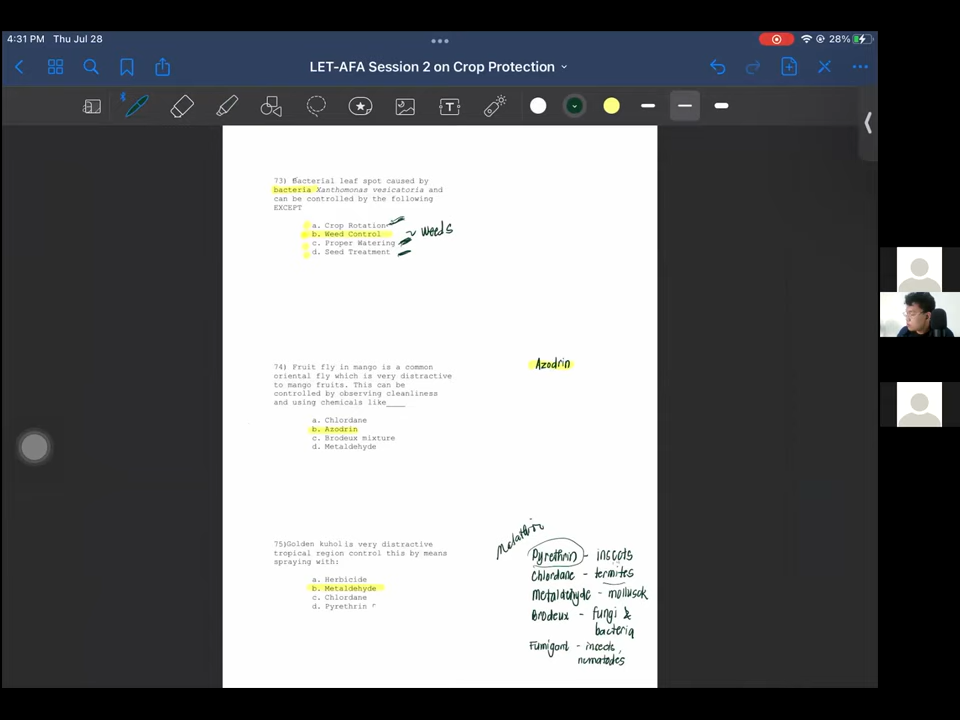 4:31 PM Thu Jul 28
28%
LET-AFA Session 2 on Crop Protection
73) Bacterial leaf spot caused by
bacteria Xanthomonas vesicatoria and
can be controlled by the following
EXCEPT
a. Crop Rotation
b. Weed Control
c. Proper Watering
d. Seed Treatment
~ weeds
74) Fruit fly in mango is a common
oriental fly which is very distractive
to mango fruits. This can be
controlled by observing cleanliness
and using chemicals like____
a. Chlordane
b. Azodrin
c. Brodeux mixture
d. Metaldehyde
Azodrin
75)Golden kuhol is very distractive
tropical region control this by means
spraying with:
a. Herbicide
b. Metaldehyde
c. Chlordane
d. Pyrethrin
Pyrethrin - insects
Chlordane - termites
Metaldehyde - mollusck
Brodeux - fungi &
bacteria
nematodes